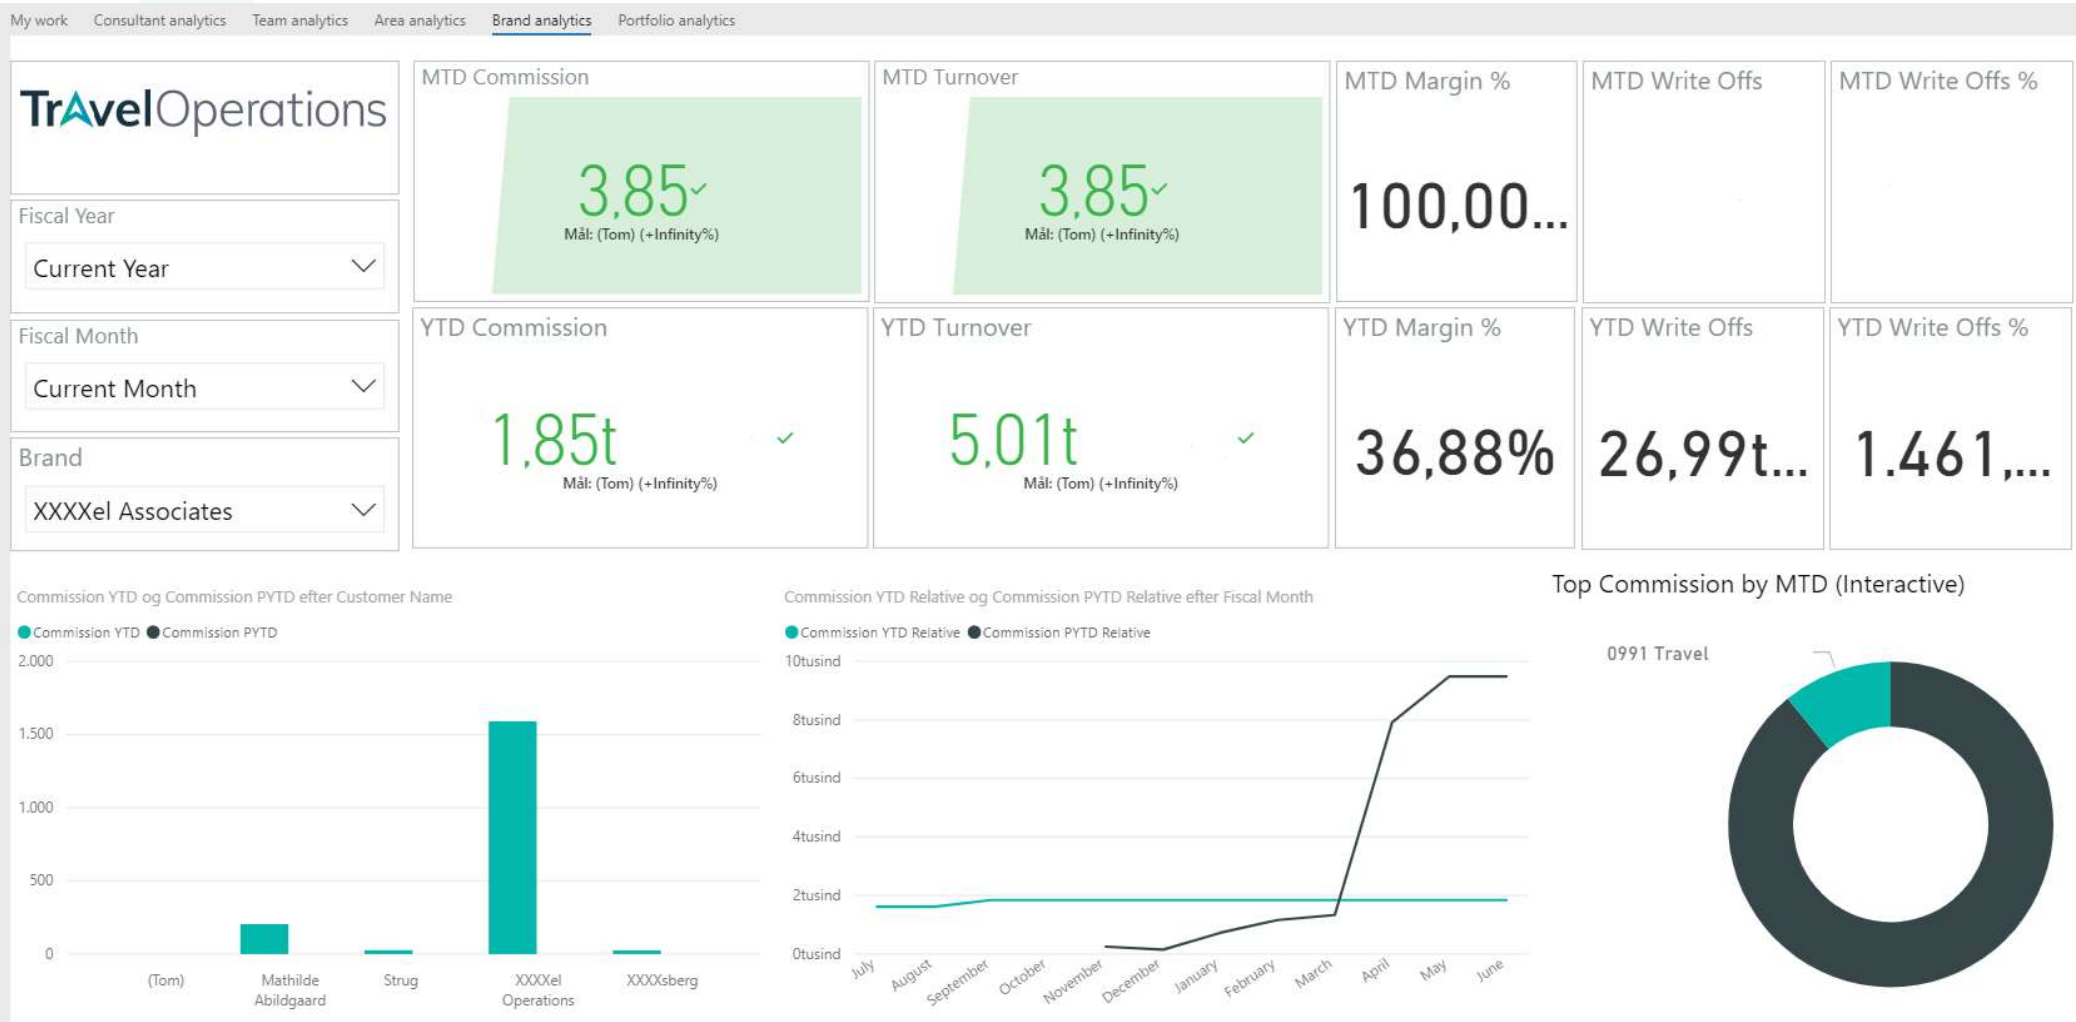 My work Consultant analytics Team analytics Area analytics Brand analytics Portfolio analytics
TrAvelOperations
Fiscal Year
Current Year
Fiscal Month
Current Month
Brand
XXXXel Associates
MTD Commission
3,85
Mål: (Tom) (+Infinity%)
MTD Turnover
3,85
Mål: (Tom) (+Infinity%)
MTD Margin %
100,00...
MTD Write Offs
MTD Write Offs %
YTD Commission
1,85t
Mål: (Tom) (+Infinity%)
YTD Turnover
5,01t
Mål: (Tom) (+Infinity%)
YTD Margin %
36,88%
YTD Write Offs
26,99t...
YTD Write Offs %
1.461,...
Commission YTD og Commission PYTD efter Customer Name
Commission YTD Commission PYTD
2.000
1.500
1.000
500
0
(Tom)
Mathilde
Abildgaard
Strug
XXXXel
Operations
XXXXsberg
Commission YTD Relative og Commission PYTD Relative efter Fiscal Month
Commission YTD Relative Commission PYTD Relative
10tusind
8tusind
6tusind
4tusind
2tusind
0tusind
July August September October November December January February March April May June
Top Commission by MTD (Interactive)
0991 Travel